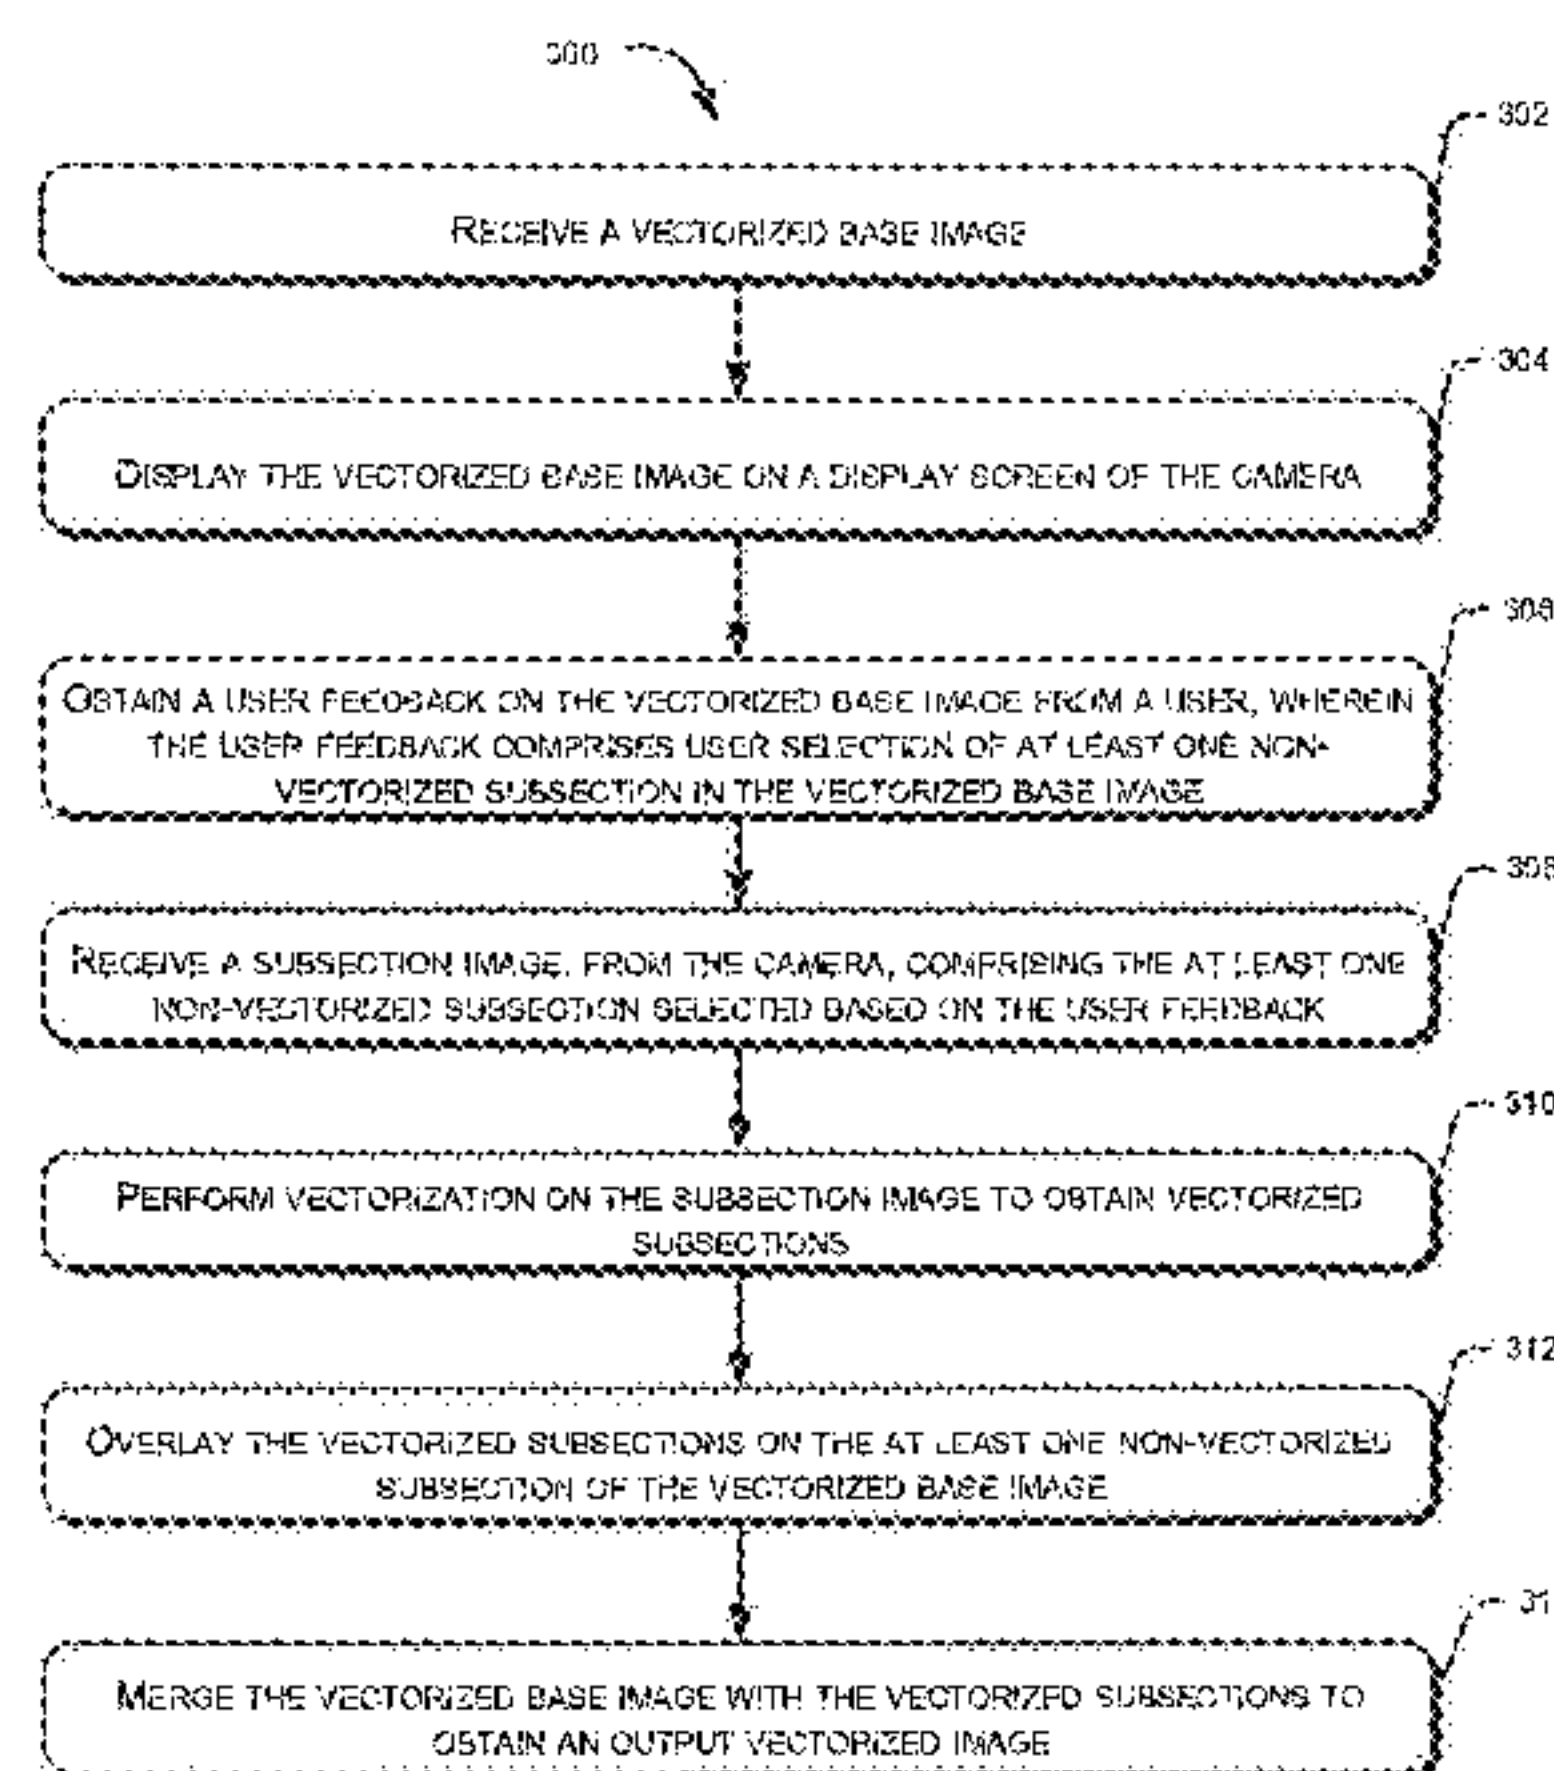 300
302
RECEIVE A VECTORIZED BASE IMAGE
304
DISPLAY THE VECTORIZED BASE IMAGE ON A DISPLAY SCREEN OF THE CAMERA
306
OBTAIN A USER FEEDBACK ON THE VECTORIZED BASE IMAGE FROM A USER, WHEREIN
THE USER FEEDBACK COMPRISES USER SELECTION OF AT LEAST ONE NON-
VECTORIZED SUBSECTION IN THE VECTORIZED BASE IMAGE
308
RECEIVE A SUBSECTION IMAGE, FROM THE CAMERA, COMPRISING THE AT LEAST ONE
NON-VECTORIZED SUBSECTION SELECTED BASED ON THE USER FEEDBACK
310
PERFORM VECTORIZATION ON THE SUBSECTION IMAGE TO OBTAIN VECTORIZED
SUBSECTIONS
312
OVERLAY THE VECTORIZED SUBSECTIONS ON THE AT LEAST ONE NON-VECTORIZED
SUBSECTION OF THE VECTORIZED BASE IMAGE
31
MERGE THE VECTORIZED BASE IMAGE WITH THE VECTORIZED SUBSECTIONS TO
OBTAIN AN OUTPUT VECTORIZED IMAGE